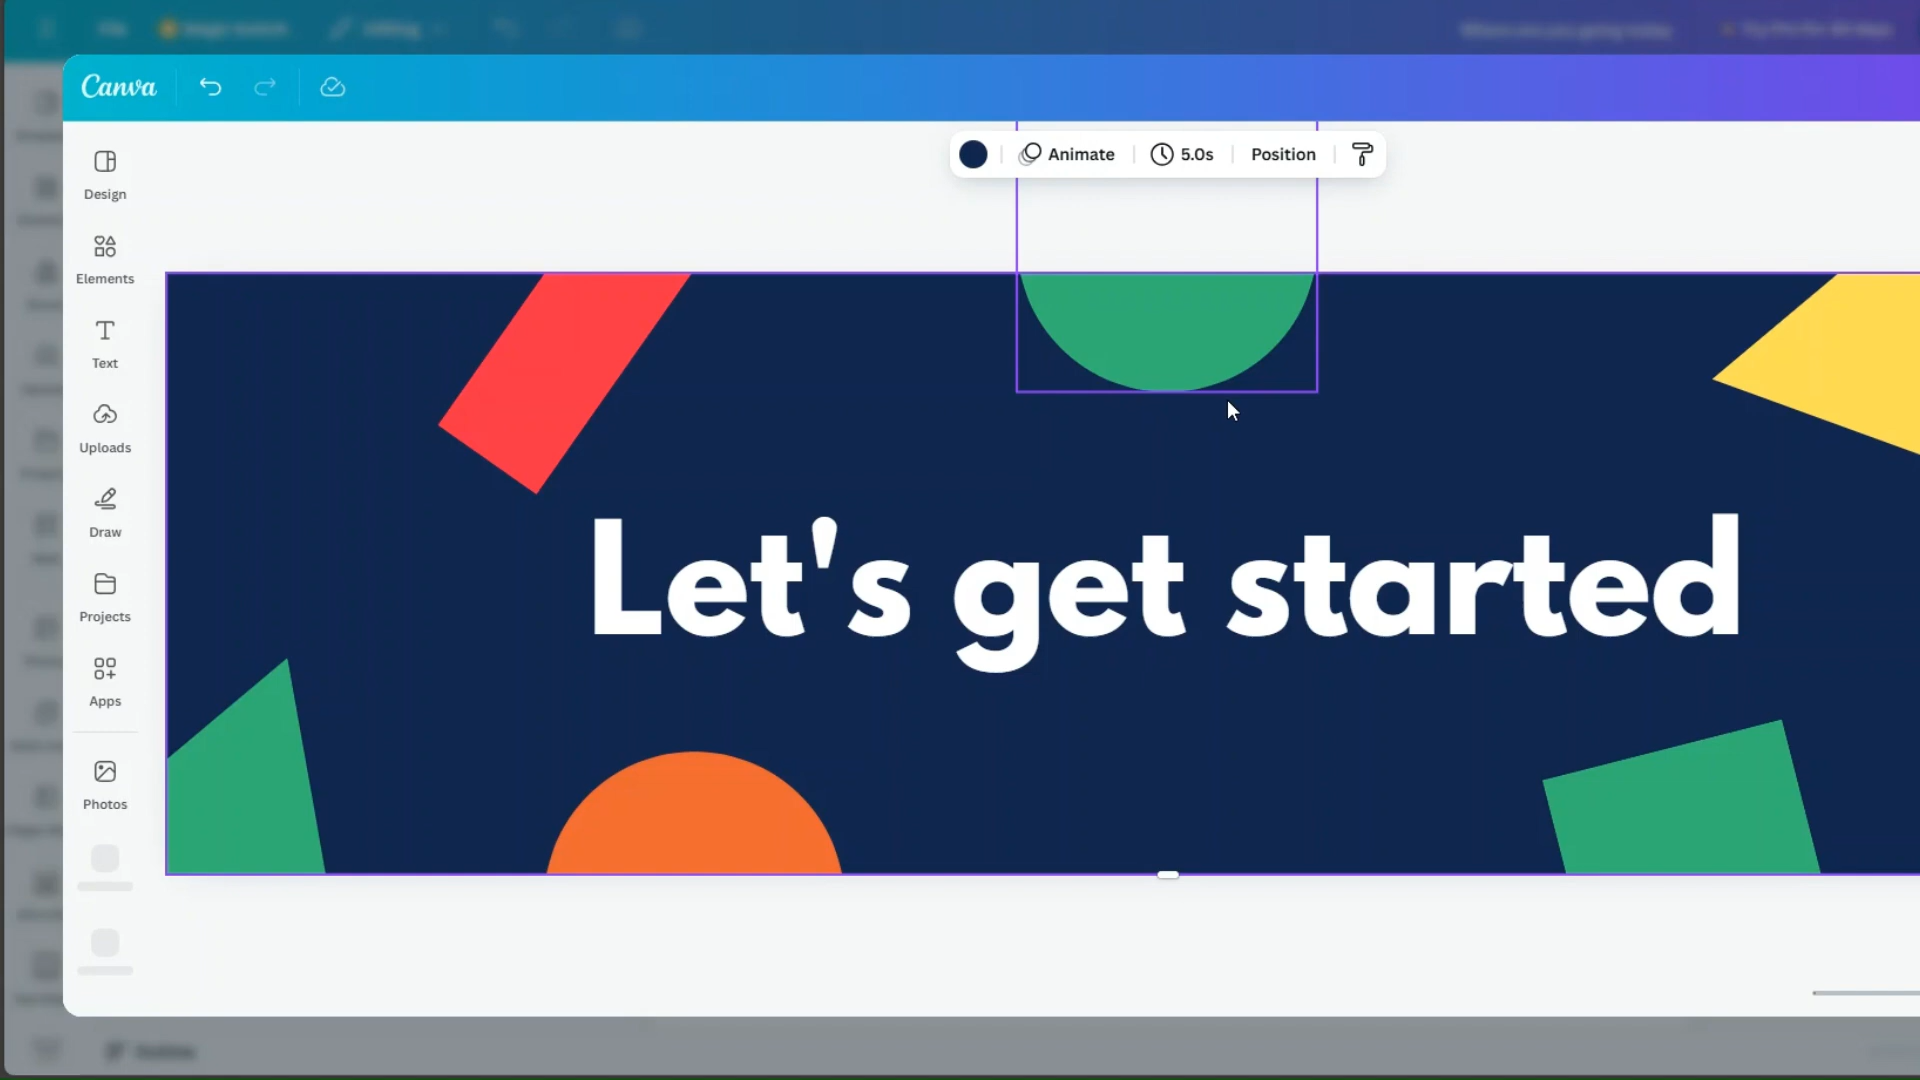 Canva
Animate
5.0s
Position
Design
Elements
Text
Uploads
Draw
Projects
Apps
Photos
Let's get started